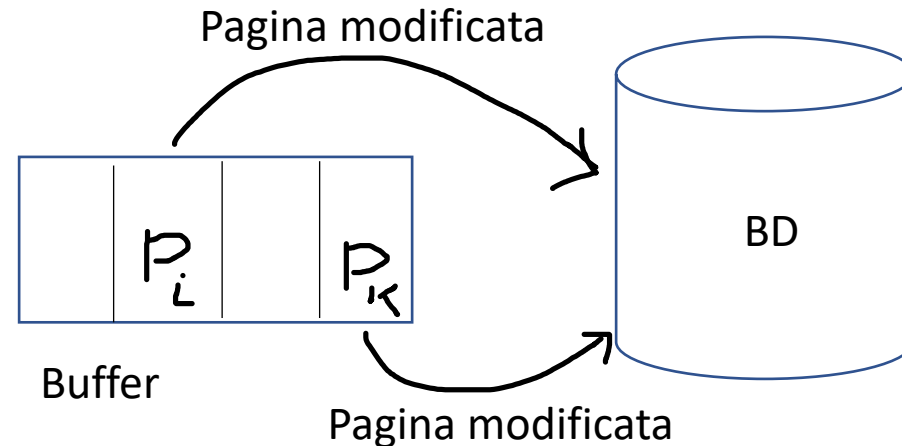 Pagina modificata
BD
Pi
Pk
Buffer
Pagina modificata